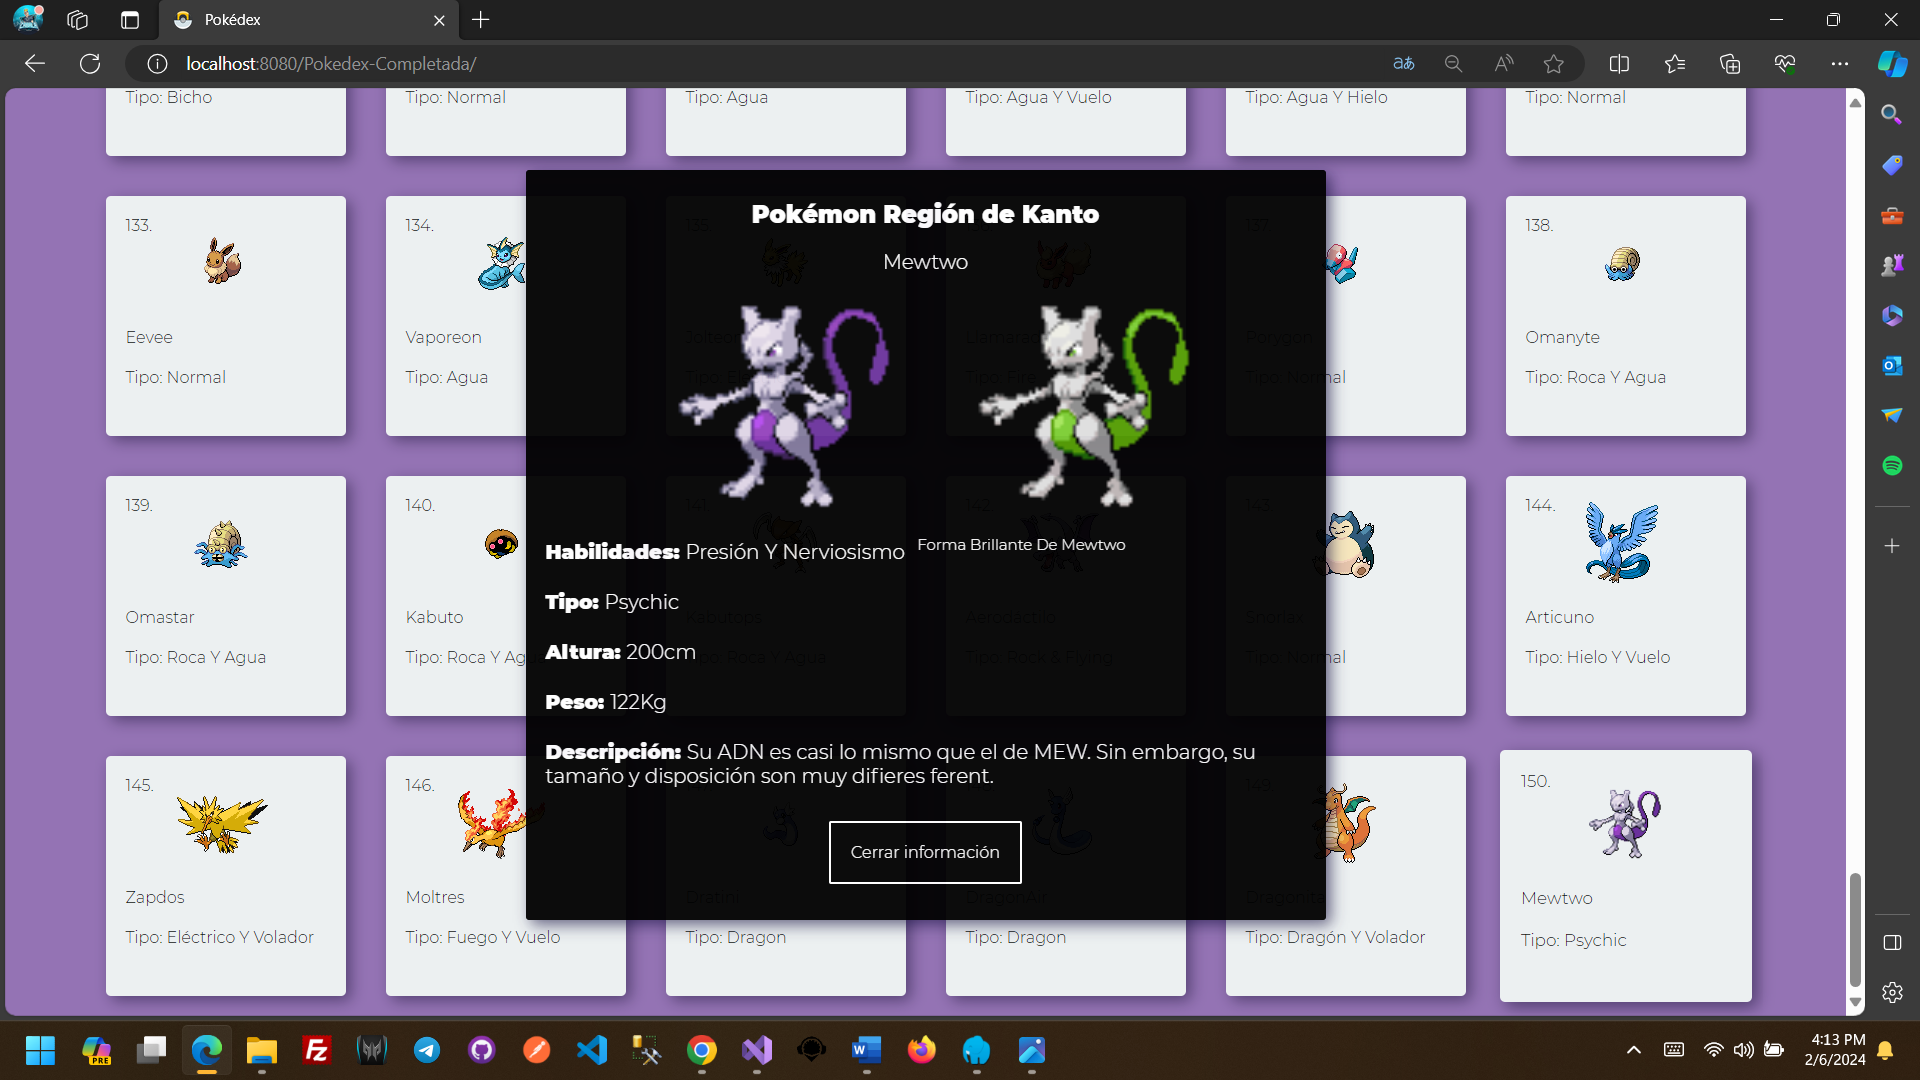 Pokédex
localhost:8080/Pokedex-Completada/
Tipo: Bicho
Tipo: Normal
Tipo: Agua
Tipo: Agua Y Vuelo
Tipo: Agua Y Hielo
Tipo: Normal
133.
Eevee
Tipo: Normal
134.
Vaporeon
Tipo: Agua
138.
Omanyte
Tipo: Roca Y Agua
139.
Omastar
Tipo: Roca Y Agua
140.
Kabuto
Tipo: Roca Y Agua
144.
Articuno
Tipo: Hielo Y Vuelo
145.
Zapdos
Tipo: Eléctrico Y Volador
146.
Moltres
Tipo: Fuego Y Vuelo
Tipo: Dragon
Tipo: Dragon
Tipo: Dragón Y Volador
150.
Mewtwo
Tipo: Psychic
Pokémon Región de Kanto
Mewtwo
Forma Brillante De Mewtwo
Habilidades: Presión Y Nerviosismo
Tipo: Psychic
Altura: 200cm
Peso: 122Kg
Descripción: Su ADN es casi lo mismo que el de MEW. Sin embargo, su
tamaño y disposición son muy difieres ferent.
Cerrar información
PRE
4:13 PM
2/6/2024